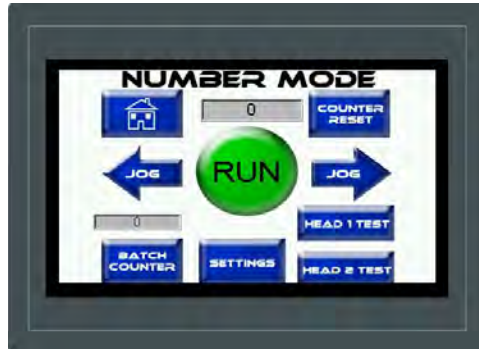 NUMBER MODE
0
COUNTER
RESET
JOG
RUN
JOG
0
HEAD 1 TEST
BATCH
COUNTER
SETTINGS
HEAD 2 TEST